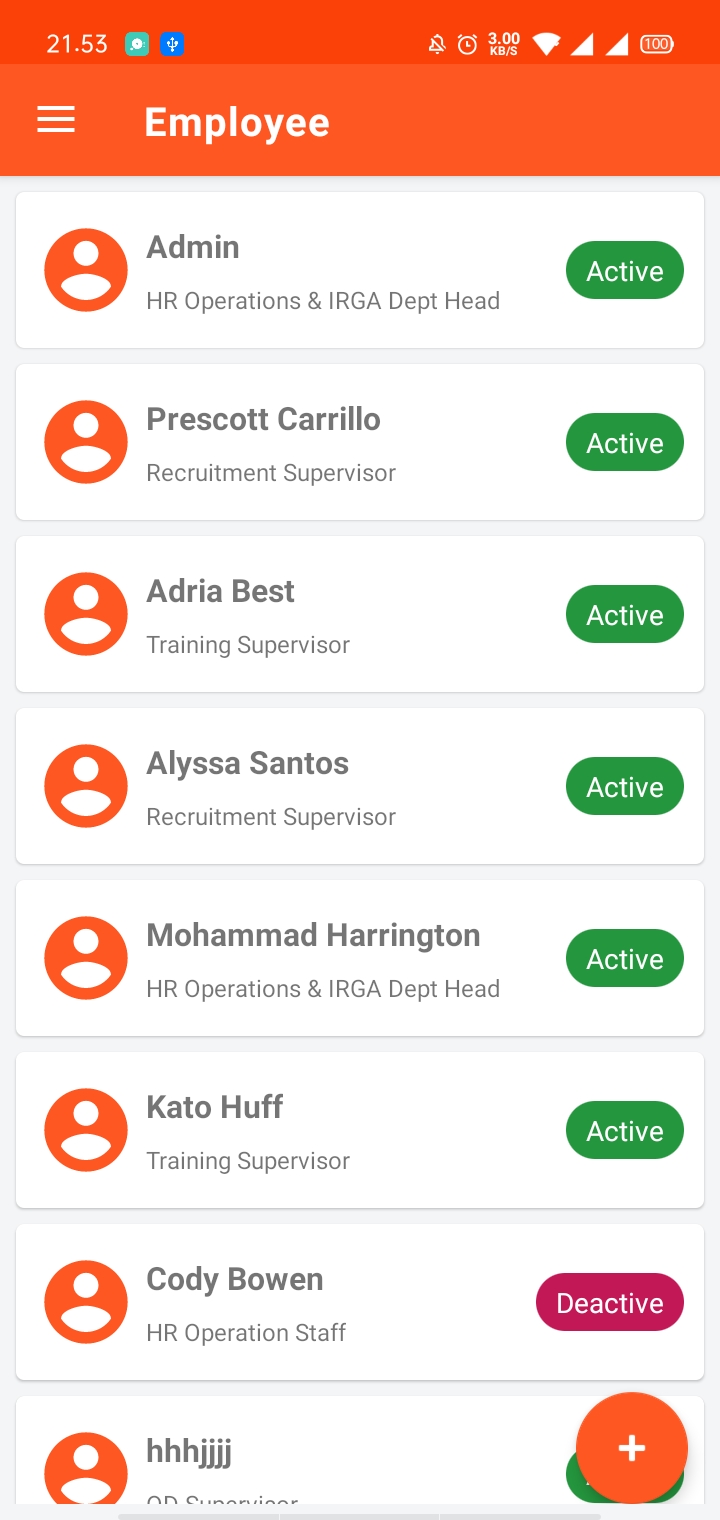 21.53
3.00
KB/S
100
Employee
Admin
HR Operations & IRGA Dept Head
Active
Prescott Carrillo
Recruitment Supervisor
Active
Adria Best
Training Supervisor
Active
Alyssa Santos
Recruitment Supervisor
Active
Mohammad Harrington
HR Operations & IRGA Dept Head
Active
Kato Huff
Training Supervisor
Active
Cody Bowen
HR Operation Staff
Deactive
hhhjjjj
OD Supervisor
+